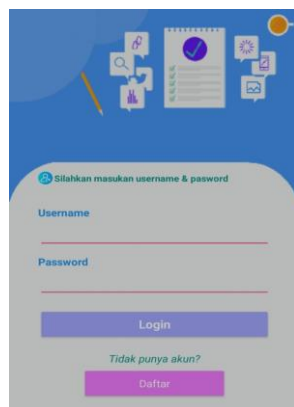 Silahkan masukan username & pasword
Username
Password
Login
Tidak punya akun?
Daftar